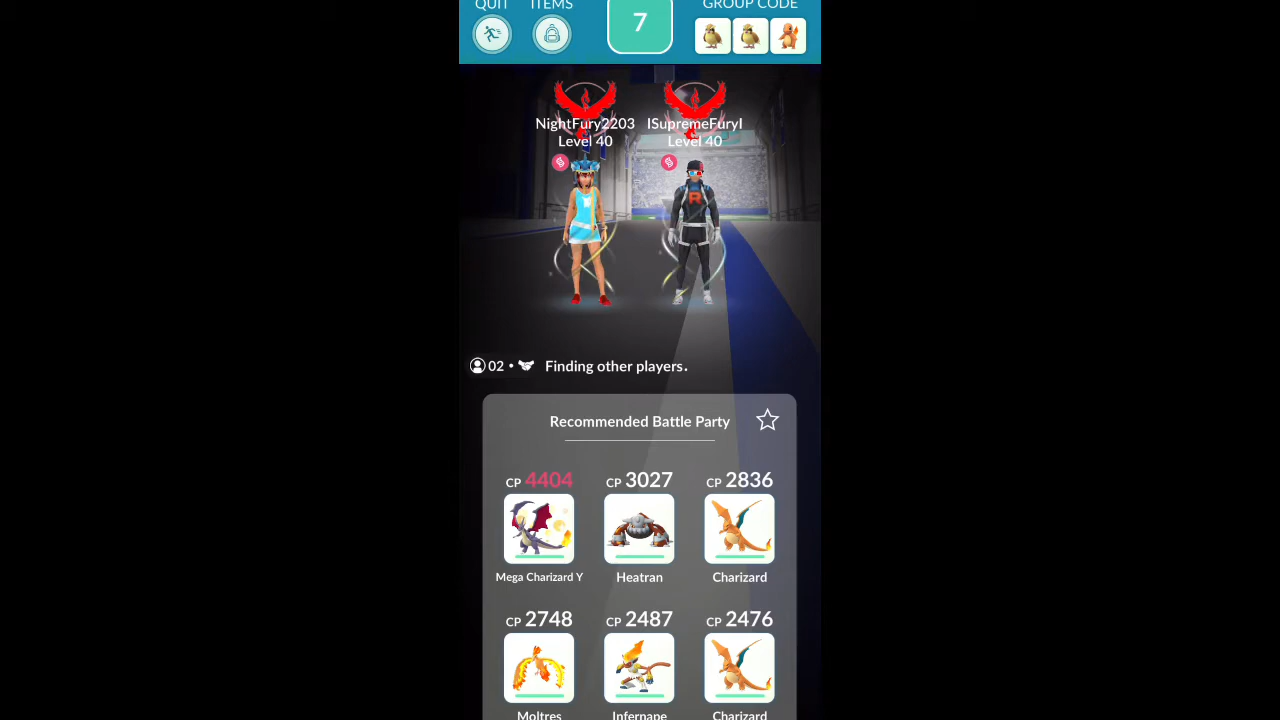 QUIT ITEMS GROUP CODE
7
NightFury2203 ISupremeFuryI
Level 40 Level 40
R
02 • Finding other players.
Recommended Battle Party
CP 4404 CP 3027 CP 2836
Mega Charizard Y Heatran Charizard
CP 2748 CP 2487 CP 2476
Moltres Infernape Charizard